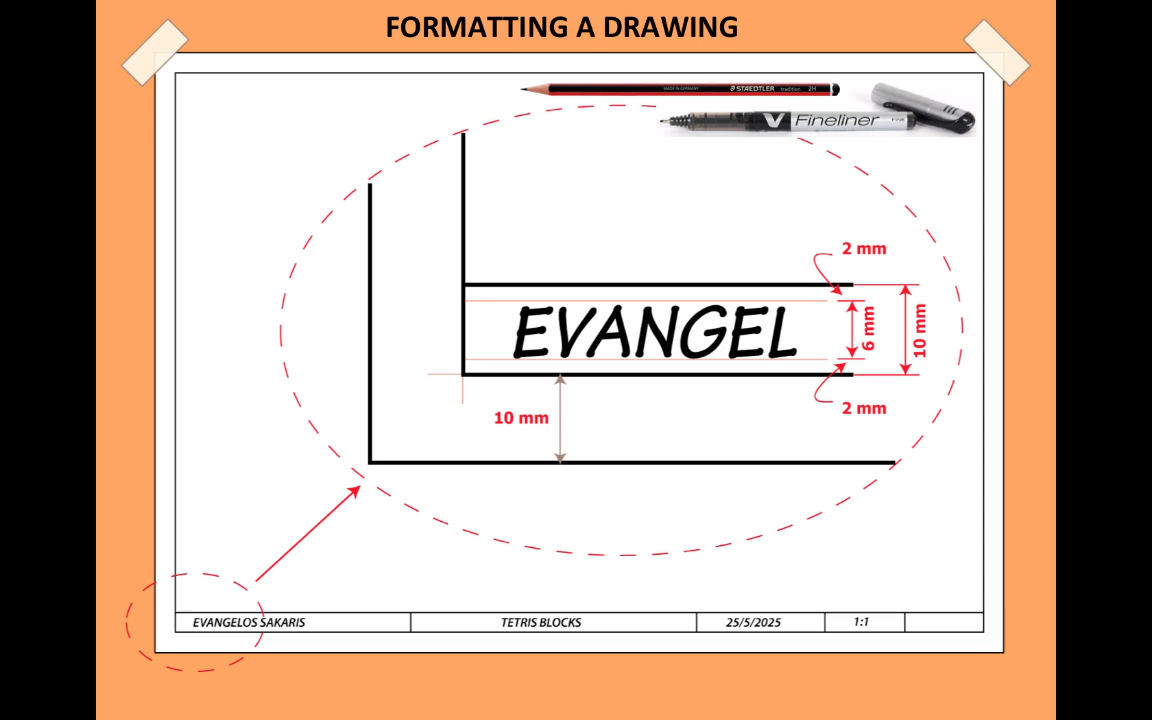 FORMATTING A DRAWING
MADE IN GERMANY STAEDTLER tradition 2H
V Fineliner FINE
2 mm
EVANGEL
6 mm
10 mm
2 mm
10 mm
EVANGELOS SAKARIS TETRIS BLOCKS 25/5/2025 1:1